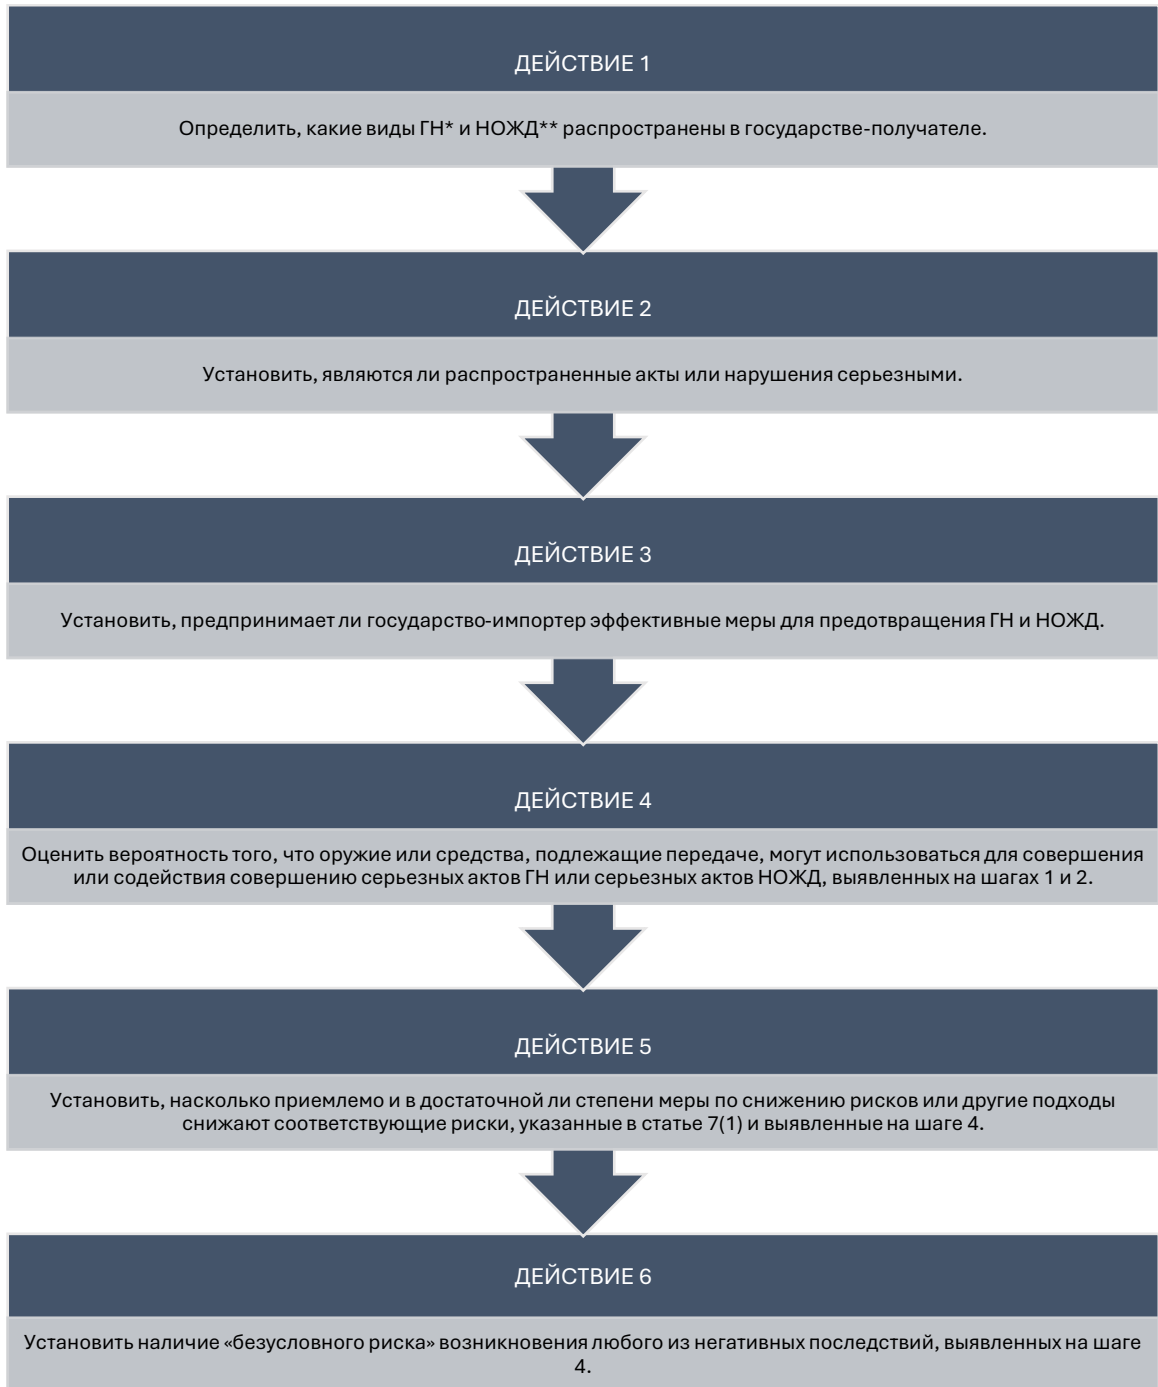 ДЕЙСТВИЕ 1
Определить, какие виды ГН* и НОЖД** распространены в государстве-получателе.
ДЕЙСТВИЕ 2
Установить, являются ли распространенные акты или нарушения серьезными.
ДЕЙСТВИЕ 3
Установить, предпринимает ли государство-импортер эффективные меры для предотвращения ГН и НОЖД.
ДЕЙСТВИЕ 4
Оценить вероятность того, что оружие или средства, подлежащие передаче, могут использоваться для совершения
или содействия совершению серьезных актов ГН или серьезных актов НОЖД, выявленных на шагах 1 и 2.
ДЕЙСТВИЕ 5
Установить, насколько приемлемо и в достаточной ли степени меры по снижению рисков или другие подходы
снижают соответствующие риски, указанные в статье 7(1) и выявленные на шаге 4.
ДЕЙСТВИЕ 6
Установить наличие «безусловного риска» возникновения любого из негативных последствий, выявленных на шаге
4.